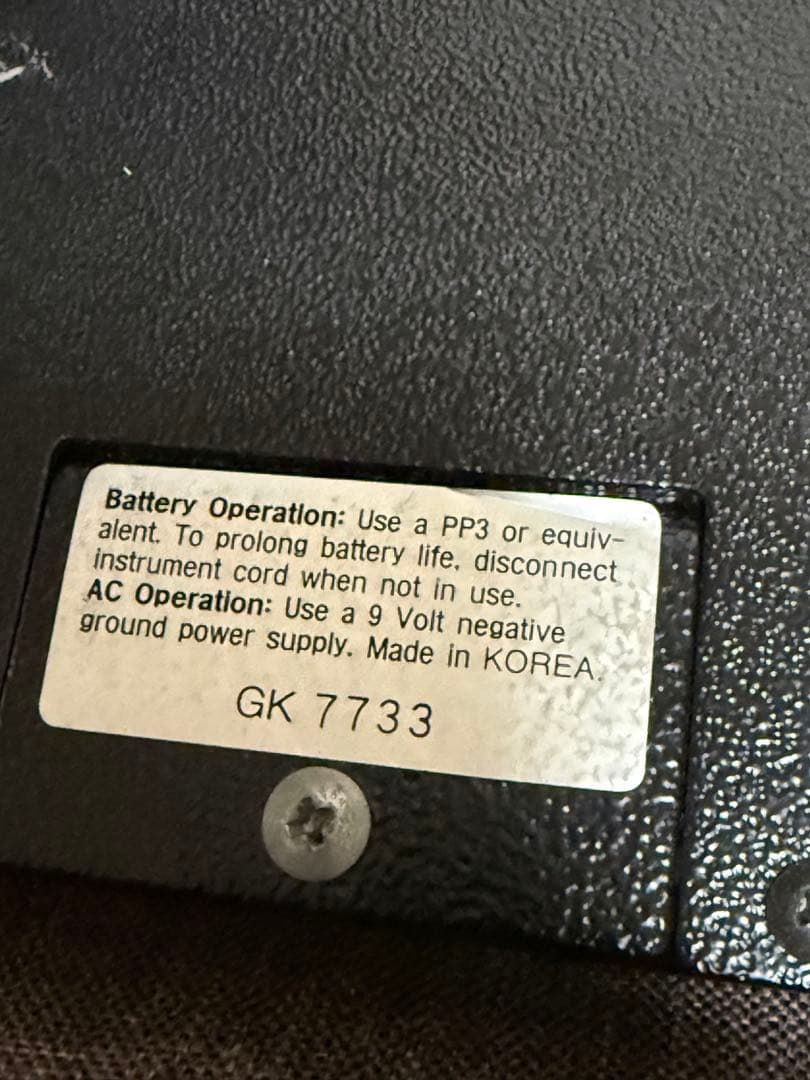 Battery Operation: Use a PP3 or equiv-
alent. To prolong battery life, disconnect
instrument cord when not in use.
AC Operation: Use a 9 Volt negative
ground power supply. Made in KOREA.
GK 7733